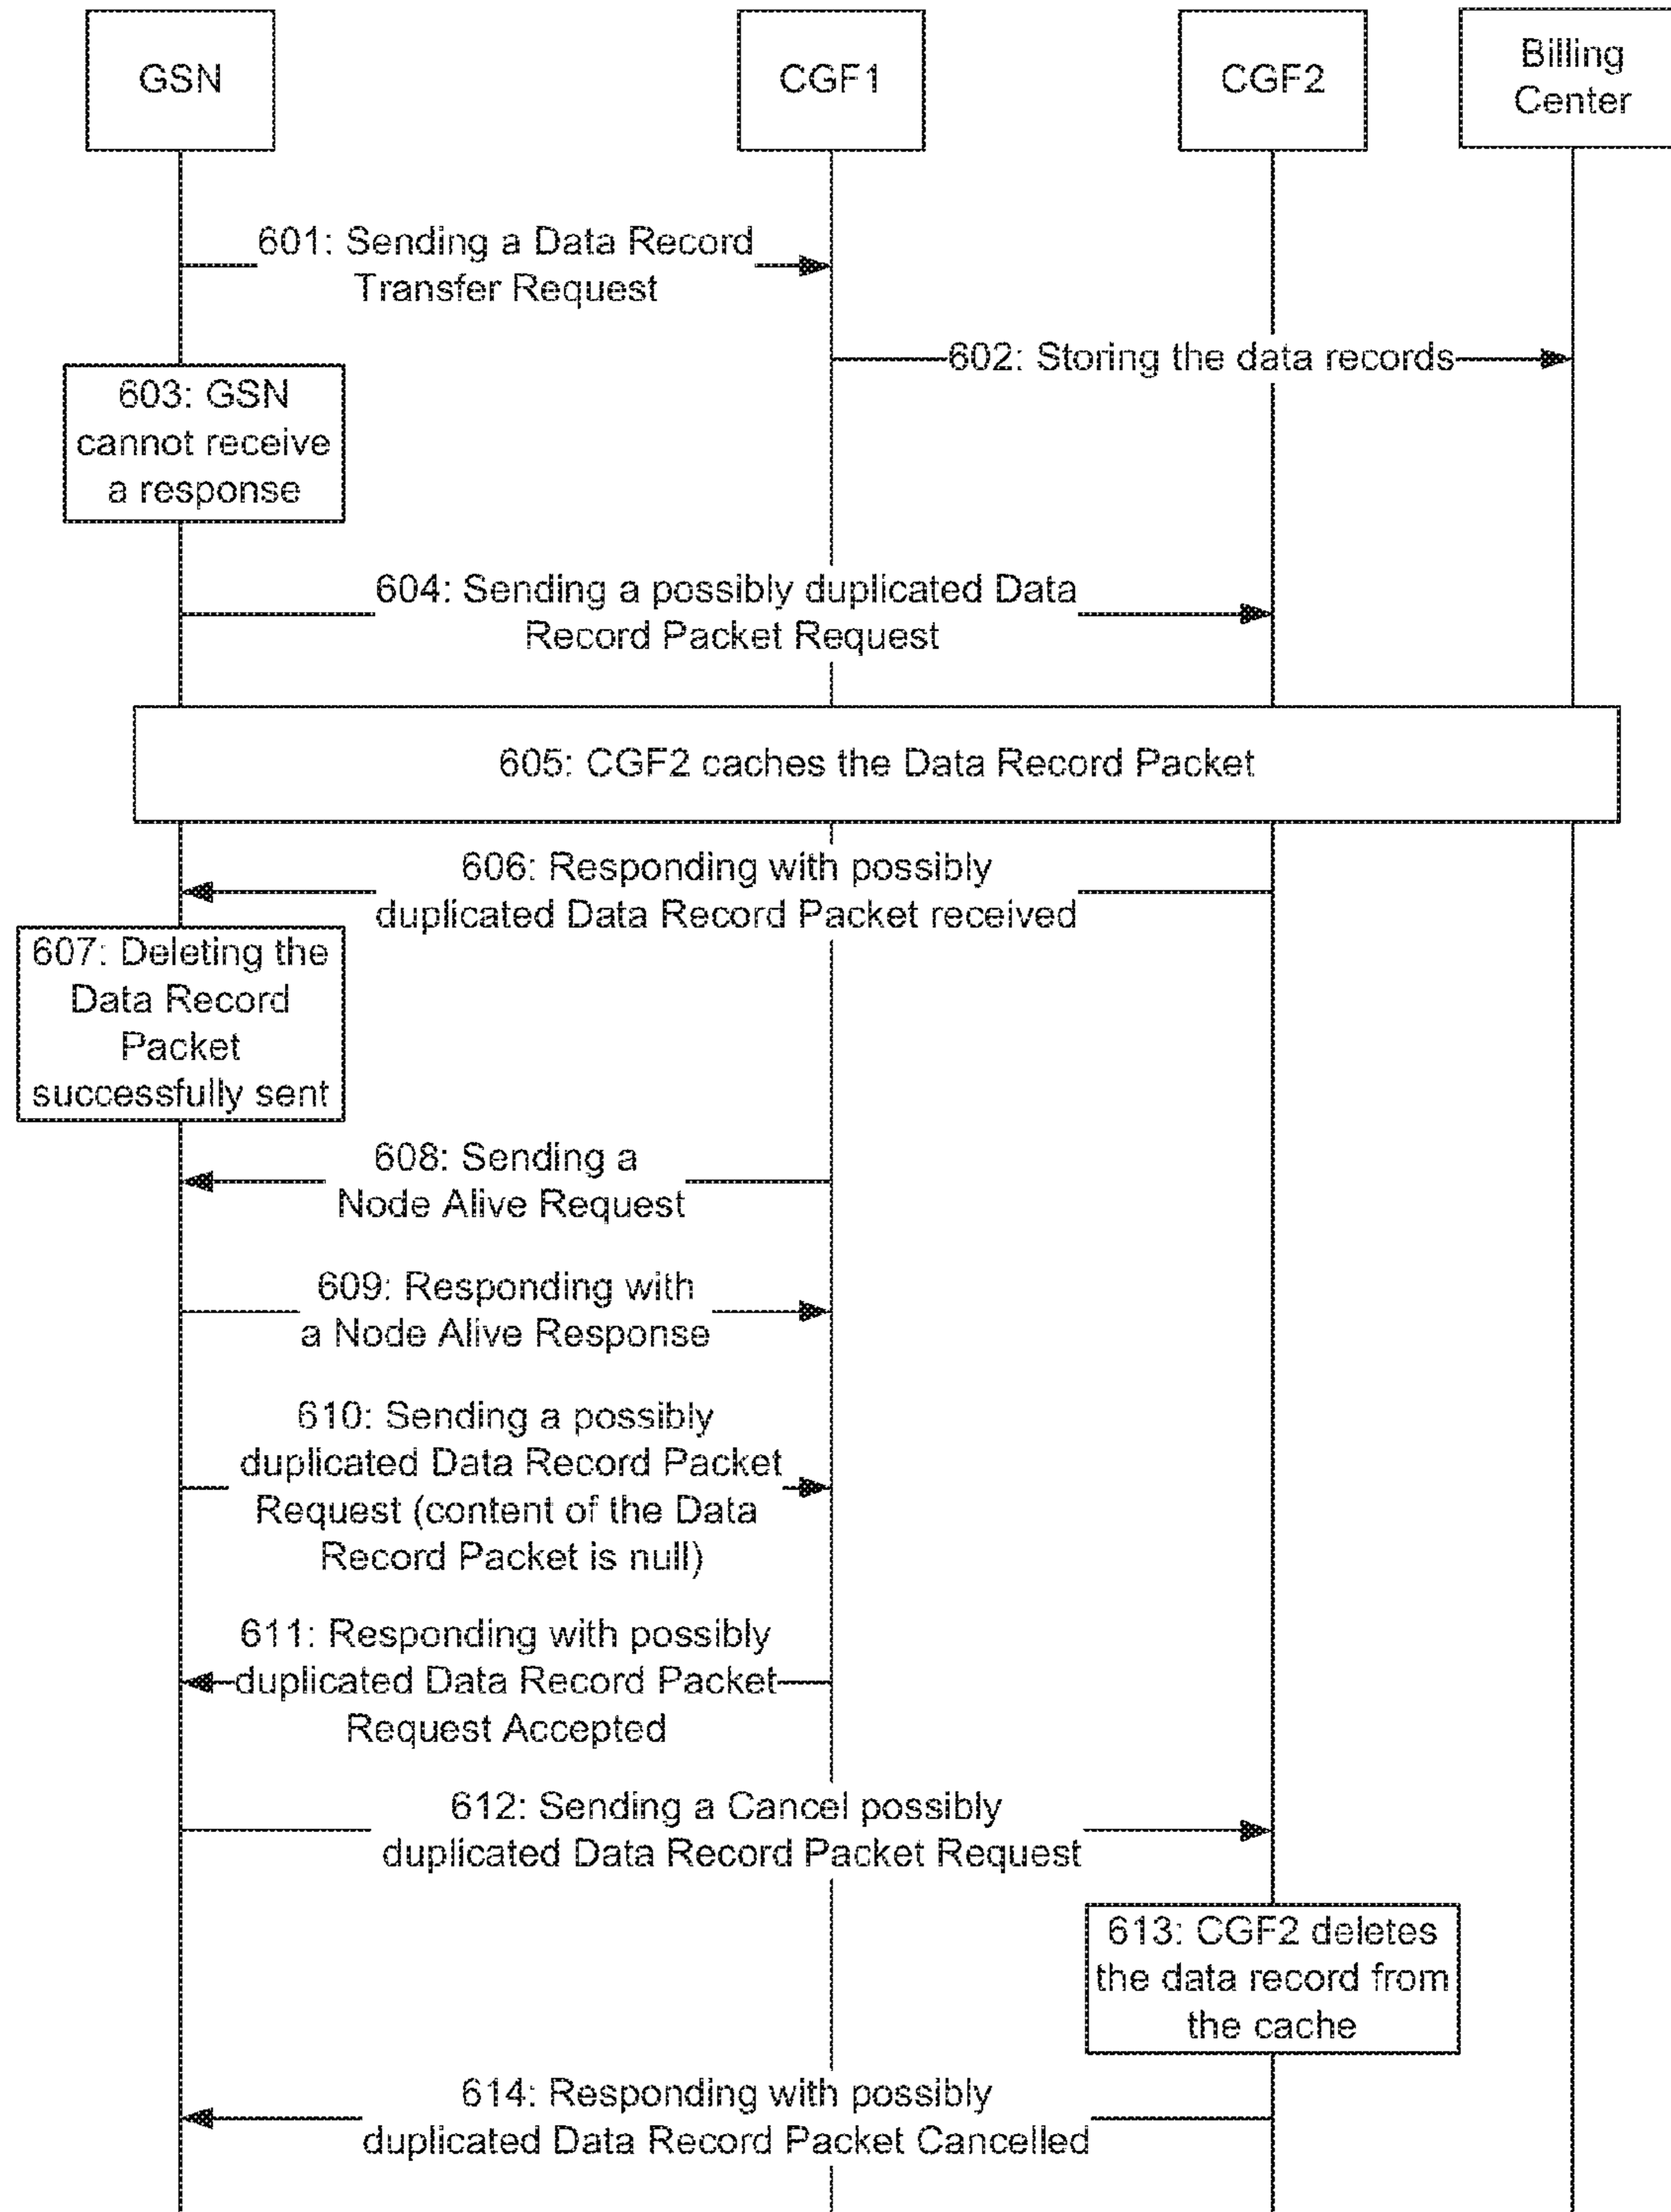 GSN
CGF1
CGF2
Billing
Center
601: Sending a Data Record
Transfer Request
602: Storing the data records
603: GSN
cannot receive
a response
604: Sending a possibly duplicated Data
Record Packet Request
605: CGF2 caches the Data Record Packet
606: Responding with possibly
duplicated Data Record Packet received
607: Deleting the
Data Record
Packet
successfully sent
608: Sending a
Node Alive Request
609: Responding with
a Node Alive Response
610: Sending a possibly
duplicated Data Record Packet
Request (content of the Data
Record Packet is null)
611: Responding with possibly
duplicated Data Record Packet
Request Accepted
612: Sending a Cancel possibly
duplicated Data Record Packet Request
613: CGF2 deletes
the data record from
the cache
614: Responding with possibly
duplicated Data Record Packet Cancelled